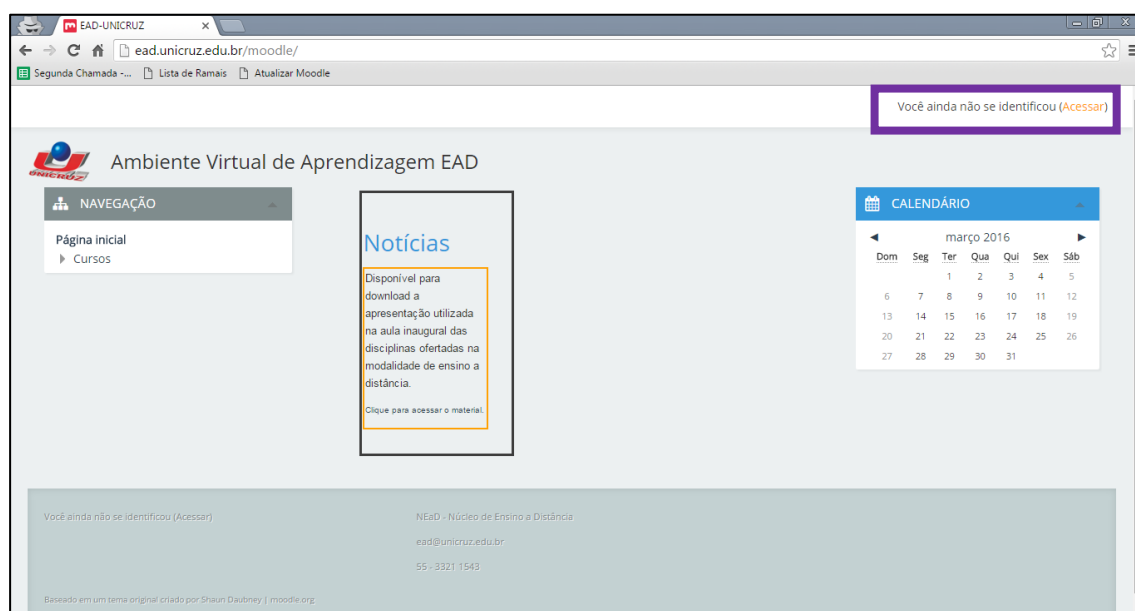 EAD-UNICRUZ
ead.unicruz.edu.br/moodle/
Segunda Chamada -... Lista de Ramais Atualizar Moodle
Você ainda não se identificou (Acessar)
UNICRUZ
Ambiente Virtual de Aprendizagem EAD
NAVEGAÇÃO
Página inicial
Cursos
Notícias
Disponível para
download a
apresentação utilizada
na aula inaugural das
disciplinas ofertadas na
modalidade de ensino a
distância.
Clique para acessar o material.
CALENDÁRIO
março 2016
Dom Seg Ter Qua Qui Sex Sáb
1 2 3 4 5
6 7 8 9 10 11 12
13 14 15 16 17 18 19
20 21 22 23 24 25 26
27 28 29 30 31
Você ainda não se identificou (Acessar)
NEaD - Núcleo de Ensino a Distância
ead@unicruz.edu.br
55 - 3321 1543
Baseado em um tema original criado por Shaun Daubney | moodle.org